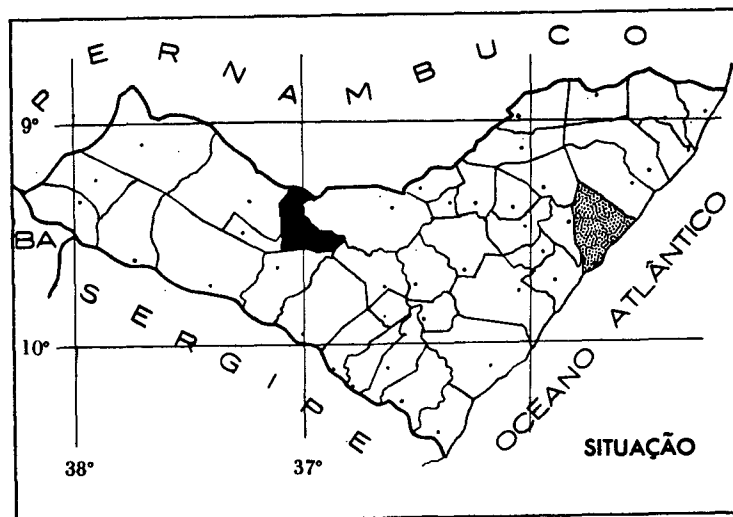 PERNAMBUCO
9°
BA
SERGIPE
OCEANO ATLÂNTICO
10°
SITUAÇÃO
38°
37°